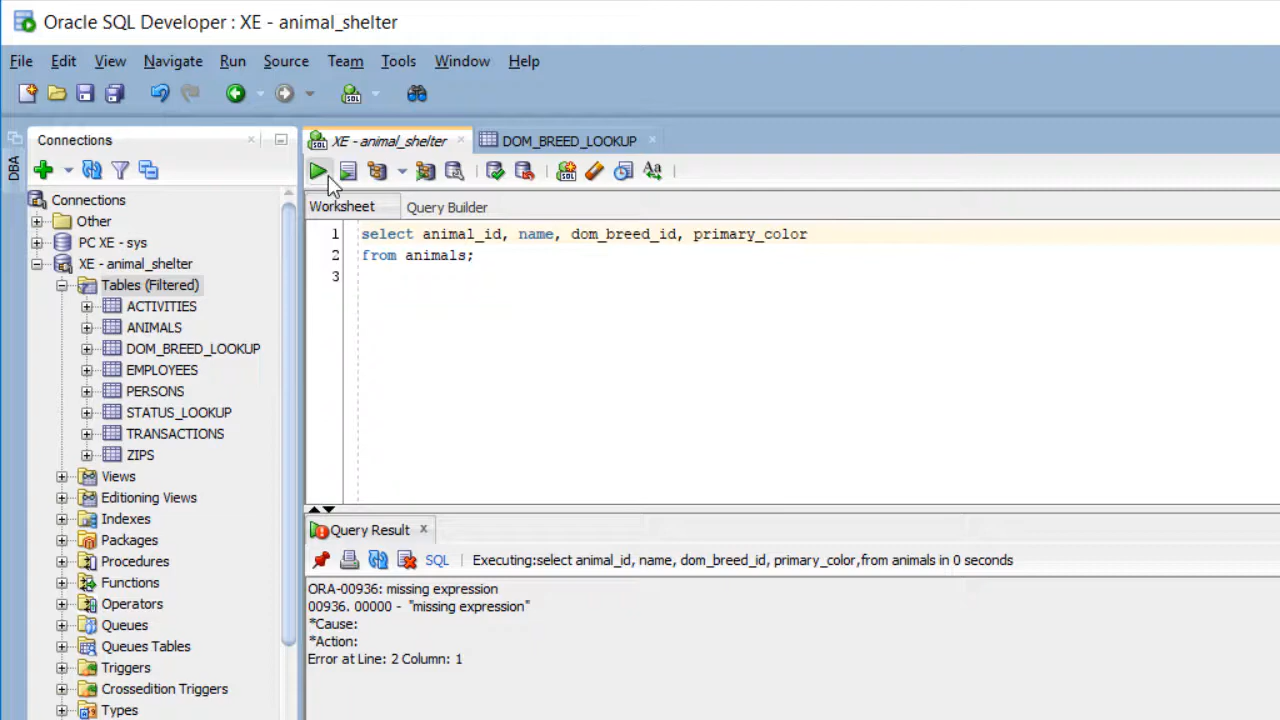 Oracle SQL Developer : XE - animal_shelter
File Edit View Navigate Run Source Team Tools Window Help
DBA
Connections
XE - animal_shelter
DOM_BREED_LOOKUP
Connections
Other
PC XE - sys
XE - animal_shelter
Tables (Filtered)
ACTIVITIES
ANIMALS
DOM_BREED_LOOKUP
EMPLOYEES
PERSONS
STATUS_LOOKUP
TRANSACTIONS
ZIPS
Views
Editioning Views
Indexes
Packages
Procedures
Functions
Operators
Queues
Queues Tables
Triggers
Crossedition Triggers
Types
Worksheet Query Builder
1 select animal_id, name, dom_breed_id, primary_color
2 from animals;
3
Query Result
SQL | Executing:select animal_id, name, dom_breed_id, primary_color,from animals in 0 seconds
ORA-00936: missing expression
00936. 00000 - "missing expression"
*Cause:
*Action:
Error at Line: 2 Column: 1